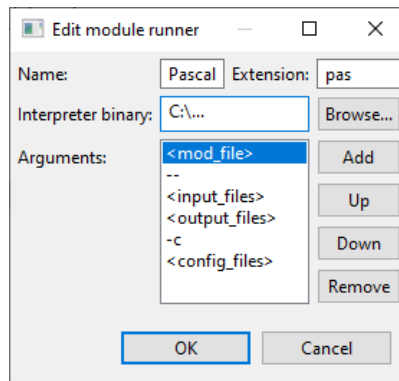 Edit module runner
Name: Pascal Extension: pas
Interpreter binary: C:\... Browse...
Arguments: <mod_file> Add
--
<input_files> Up
<output_files>
-c Down
<config_files>
Remove
OK Cancel